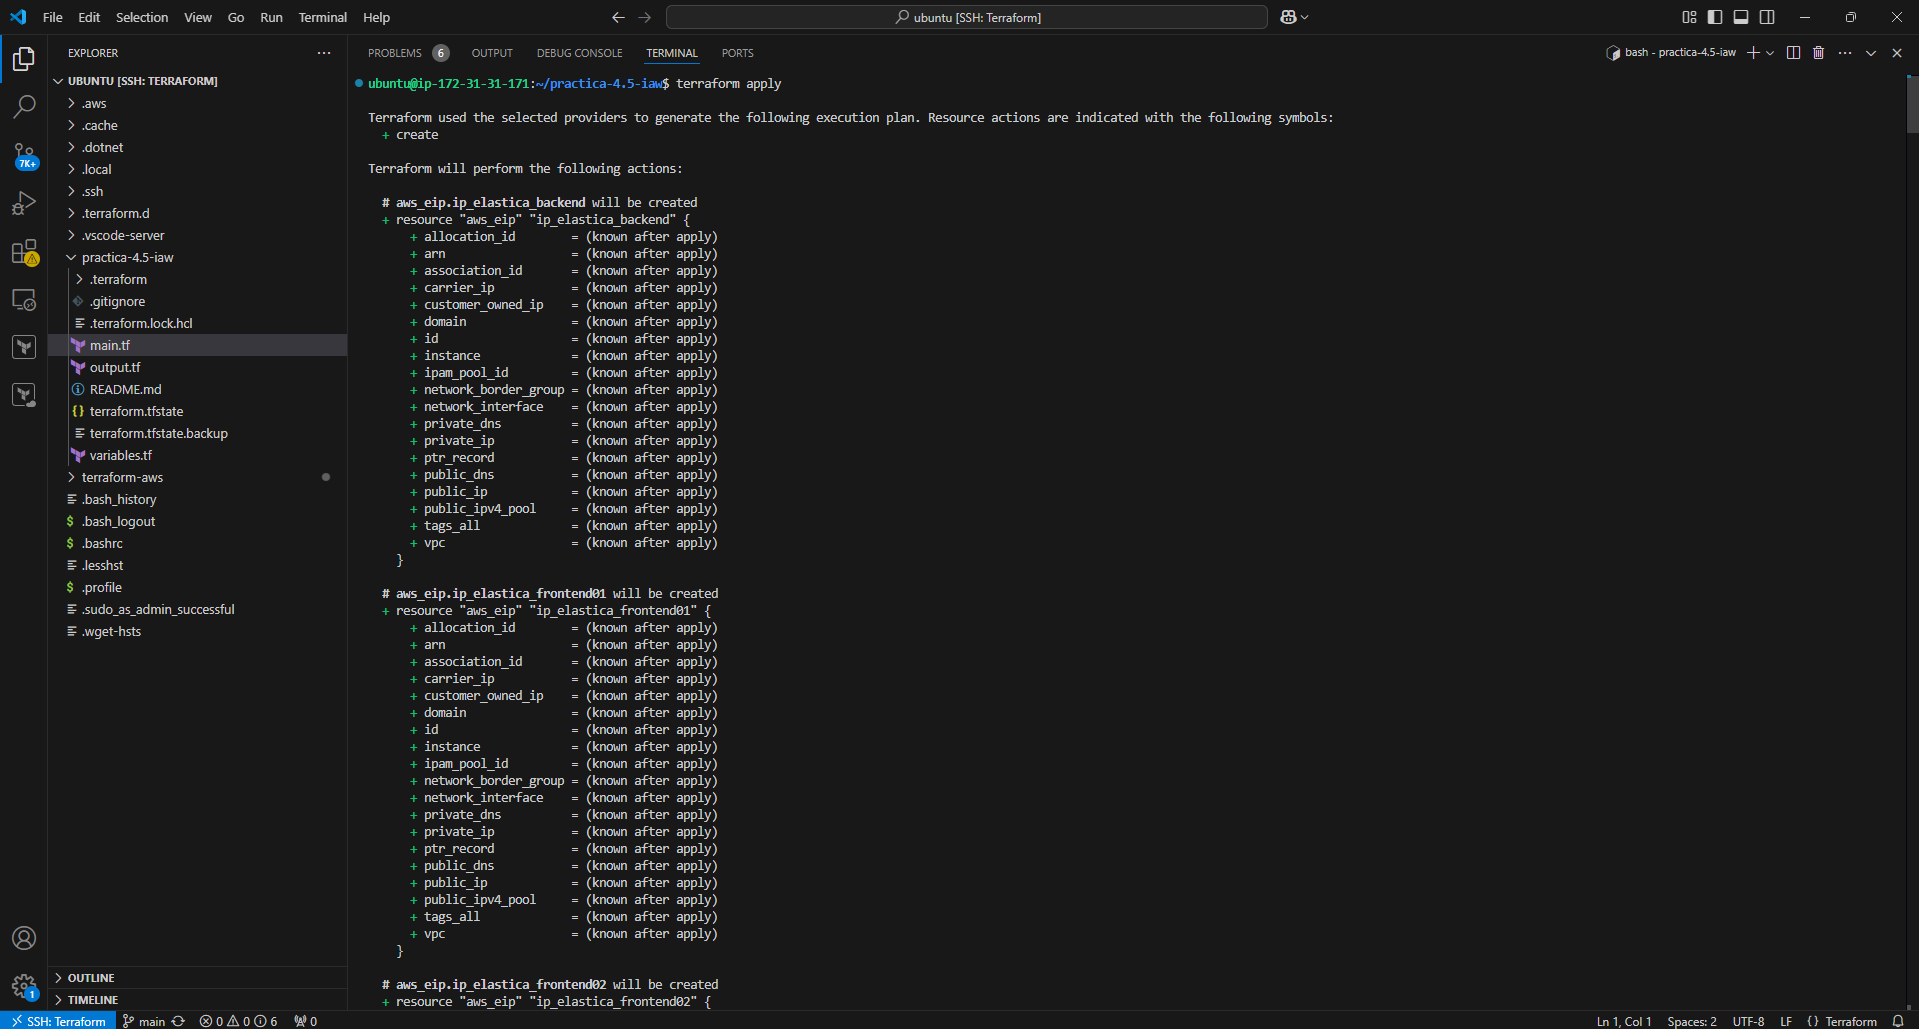 File Edit Selection View Go Run Terminal Help
ubuntu [SSH: Terraform]
EXPLORER
UBUNTU [SSH: TERRAFORM]
.aws
.cache
.dotnet
.local
.ssh
.terraform.d
.vscode-server
practica-4.5-iaw
.terraform
.gitignore
.terraform.lock.hcl
main.tf
output.tf
README.md
terraform.tfstate
terraform.tfstate.backup
variables.tf
terraform-aws
.bash_history
.bash_logout
.bashrc
.lesshst
.profile
.sudo_as_admin_successful
.wget-hsts
OUTLINE
TIMELINE
7K+
1
PROBLEMS 6 OUTPUT DEBUG CONSOLE TERMINAL PORTS
bash - practica-4.5-iaw
ubuntu@ip-172-31-31-171:~/practica-4.5-iaw$ terraform apply
Terraform used the selected providers to generate the following execution plan. Resource actions are indicated with the following symbols:
+ create
Terraform will perform the following actions:
# aws_eip.ip_elastica_backend will be created
+ resource "aws_eip" "ip_elastica_backend" {
+ allocation_id = (known after apply)
+ arn = (known after apply)
+ association_id = (known after apply)
+ carrier_ip = (known after apply)
+ customer_owned_ip = (known after apply)
+ domain = (known after apply)
+ id = (known after apply)
+ instance = (known after apply)
+ ipam_pool_id = (known after apply)
+ network_border_group = (known after apply)
+ network_interface = (known after apply)
+ private_dns = (known after apply)
+ private_ip = (known after apply)
+ ptr_record = (known after apply)
+ public_dns = (known after apply)
+ public_ip = (known after apply)
+ public_ipv4_pool = (known after apply)
+ tags_all = (known after apply)
+ vpc = (known after apply)
}
# aws_eip.ip_elastica_frontend01 will be created
+ resource "aws_eip" "ip_elastica_frontend01" {
+ allocation_id = (known after apply)
+ arn = (known after apply)
+ association_id = (known after apply)
+ carrier_ip = (known after apply)
+ customer_owned_ip = (known after apply)
+ domain = (known after apply)
+ id = (known after apply)
+ instance = (known after apply)
+ ipam_pool_id = (known after apply)
+ network_border_group = (known after apply)
+ network_interface = (known after apply)
+ private_dns = (known after apply)
+ private_ip = (known after apply)
+ ptr_record = (known after apply)
+ public_dns = (known after apply)
+ public_ip = (known after apply)
+ public_ipv4_pool = (known after apply)
+ tags_all = (known after apply)
+ vpc = (known after apply)
}
# aws_eip.ip_elastica_frontend02 will be created
+ resource "aws_eip" "ip_elastica_frontend02" {
SSH: Terraform main 0 0 6 0 Ln 1, Col 1 Spaces: 2 UTF-8 LF {} Terraform